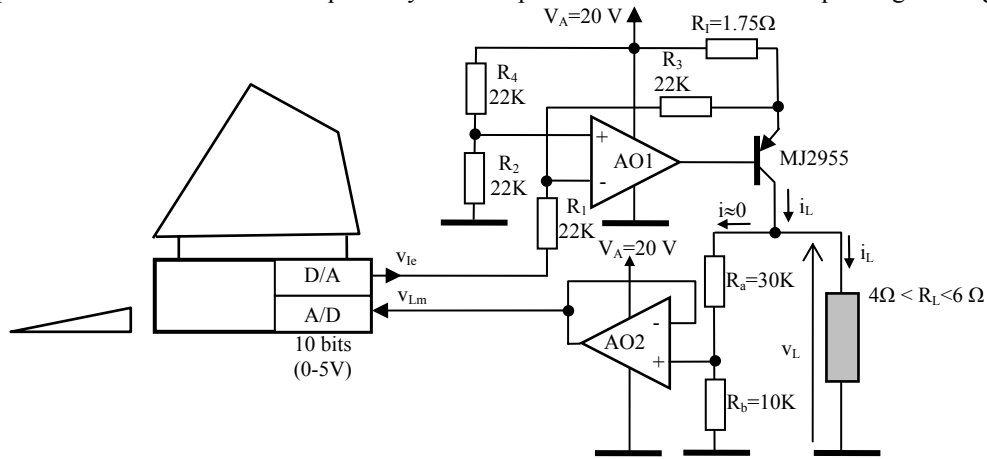 V_A=20 V
R_I=1.75Ω
R_4
22K
R_3
22K
+
AO1
-
MJ2955
R_2
22K
R_1
22K
i≈0
i_L
v_Ie
D/A
A/D
10 bits
(0-5V)
v_Lm
V_A=20 V
-
AO2
+
R_a=30K
R_b=10K
i_L
4Ω < R_L<6 Ω
v_L